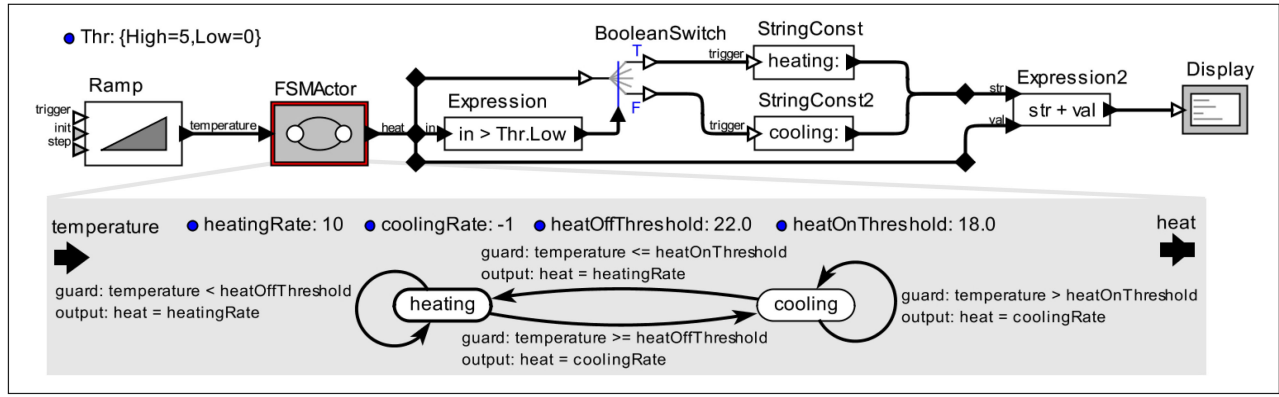 Thr: {High=5,Low=0}
BooleanSwitch
StringConst
T
trigger
heating:
Ramp
FSMActor
Expression
F
StringConst2
Expression2
Display
trigger
init
step
temperature
heat
in
in > Thr.Low
trigger
cooling:
str
val
str + val
temperature
heatingRate: 10
coolingRate: -1
heatOffThreshold: 22.0
heatOnThreshold: 18.0
heat
guard: temperature <= heatOnThreshold
output: heat = heatingRate
guard: temperature < heatOffThreshold
output: heat = heatingRate
heating
cooling
guard: temperature > heatOnThreshold
output: heat = coolingRate
guard: temperature >= heatOffThreshold
output: heat = coolingRate